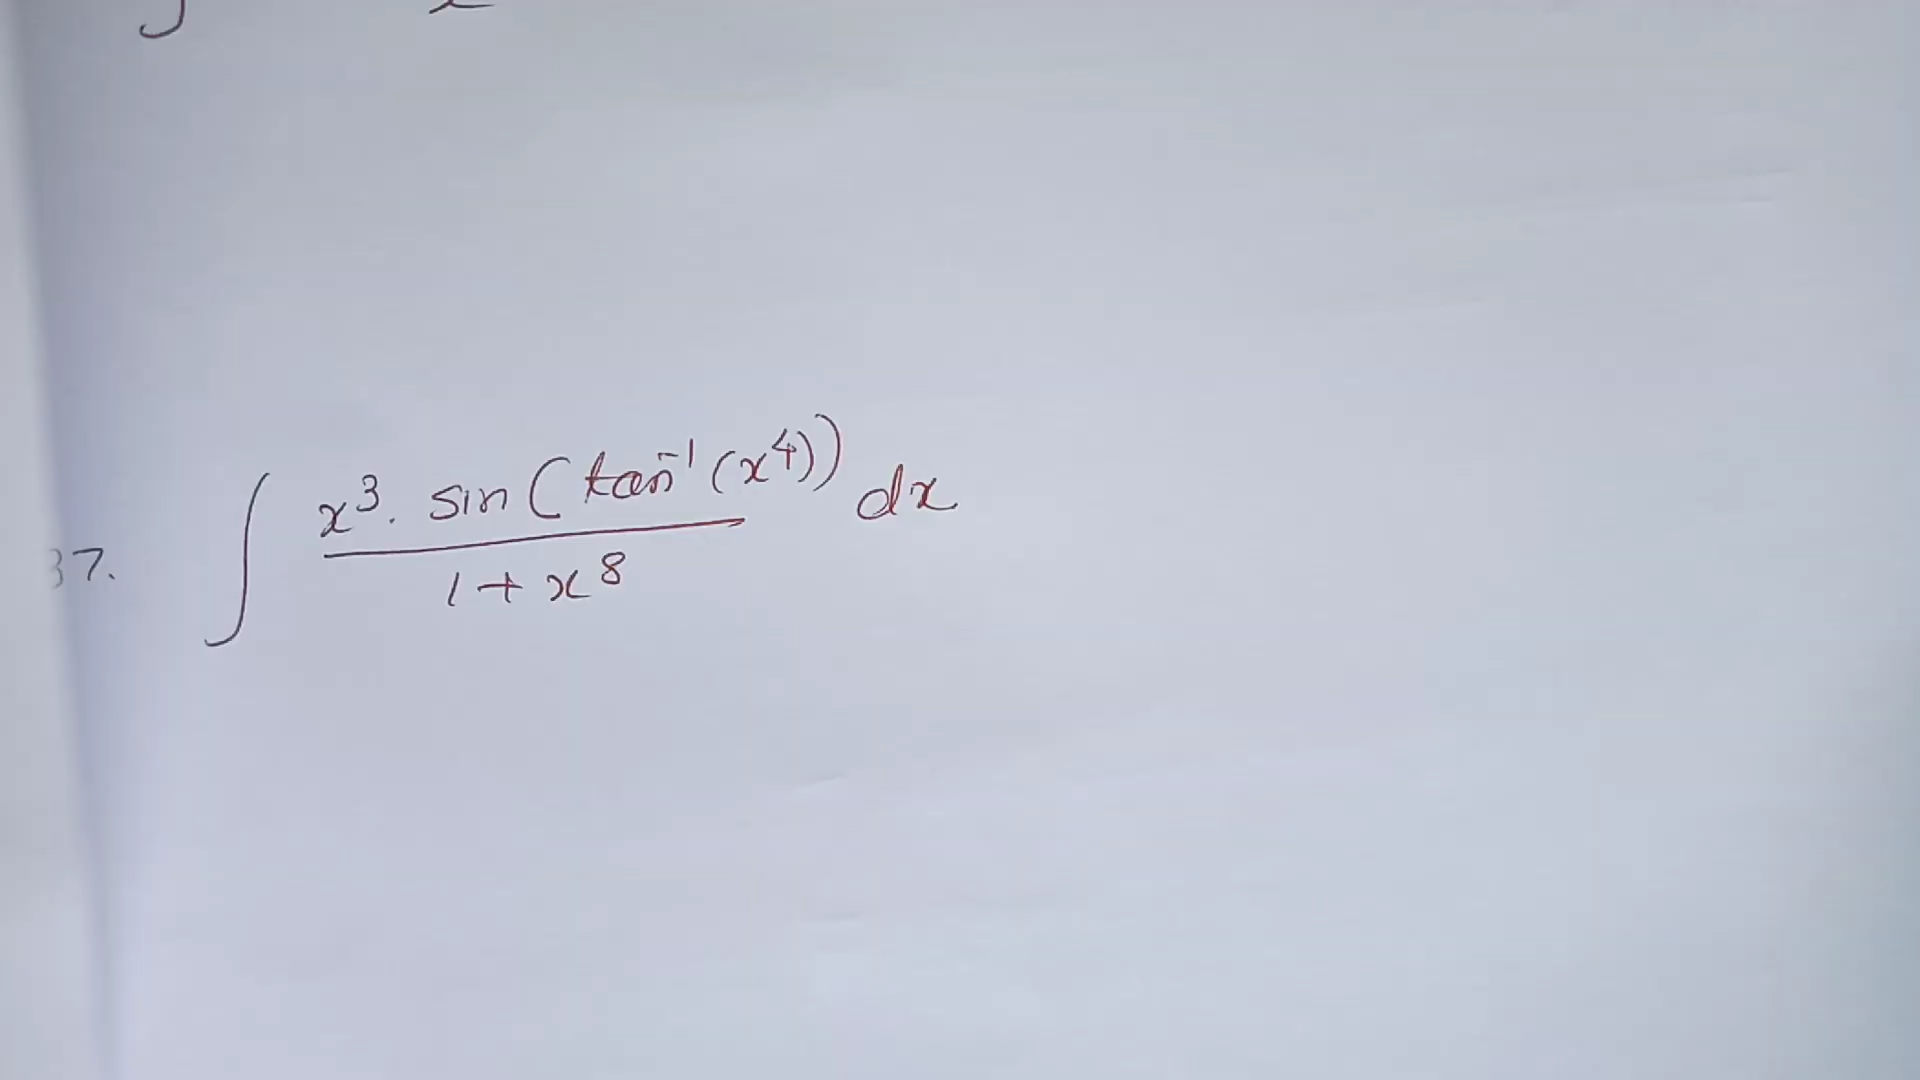 37. ∫ x³. sin(tan⁻¹(x⁴)) / 1+x⁸ dx